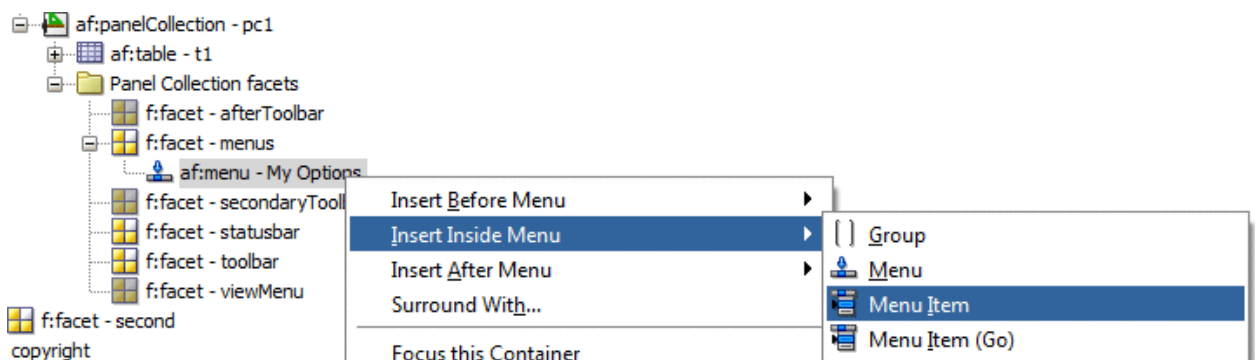 af:panelCollection - pc1
af:table - t1
Panel Collection facets
f:facet - afterToolbar
f:facet - menus
af:menu - My Options
f:facet - secondaryTool
f:facet - statusbar
f:facet - toolbar
f:facet - viewMenu
f:facet - second
copyright
Insert Before Menu
Insert Inside Menu
Insert After Menu
Surround With...
Focus this Container
Group
Menu
Menu Item
Menu Item (Go)